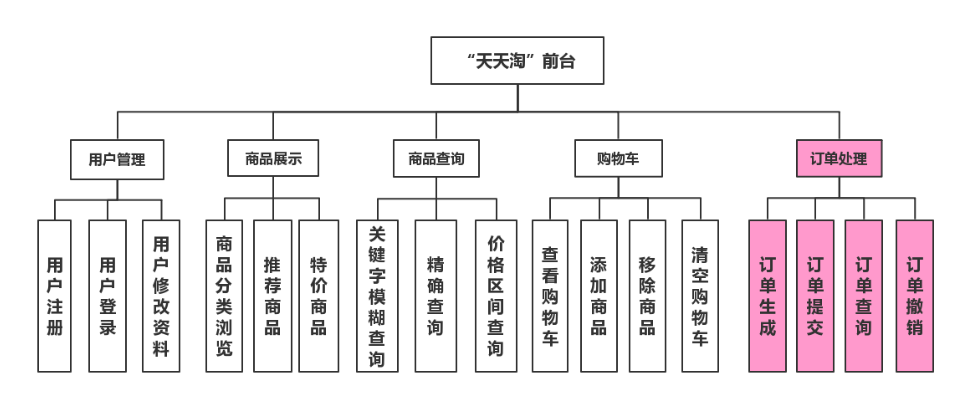 “天天淘”前台
用户管理
商品展示
商品查询
购物车
订单处理
用户注册
用户登录
用户修改资料
商品分类浏览
推荐商品
特价商品
关键字模糊查询
精确查询
价格区间查询
查看购物车
添加商品
移除商品
清空购物车
订单生成
订单提交
订单查询
订单撤销